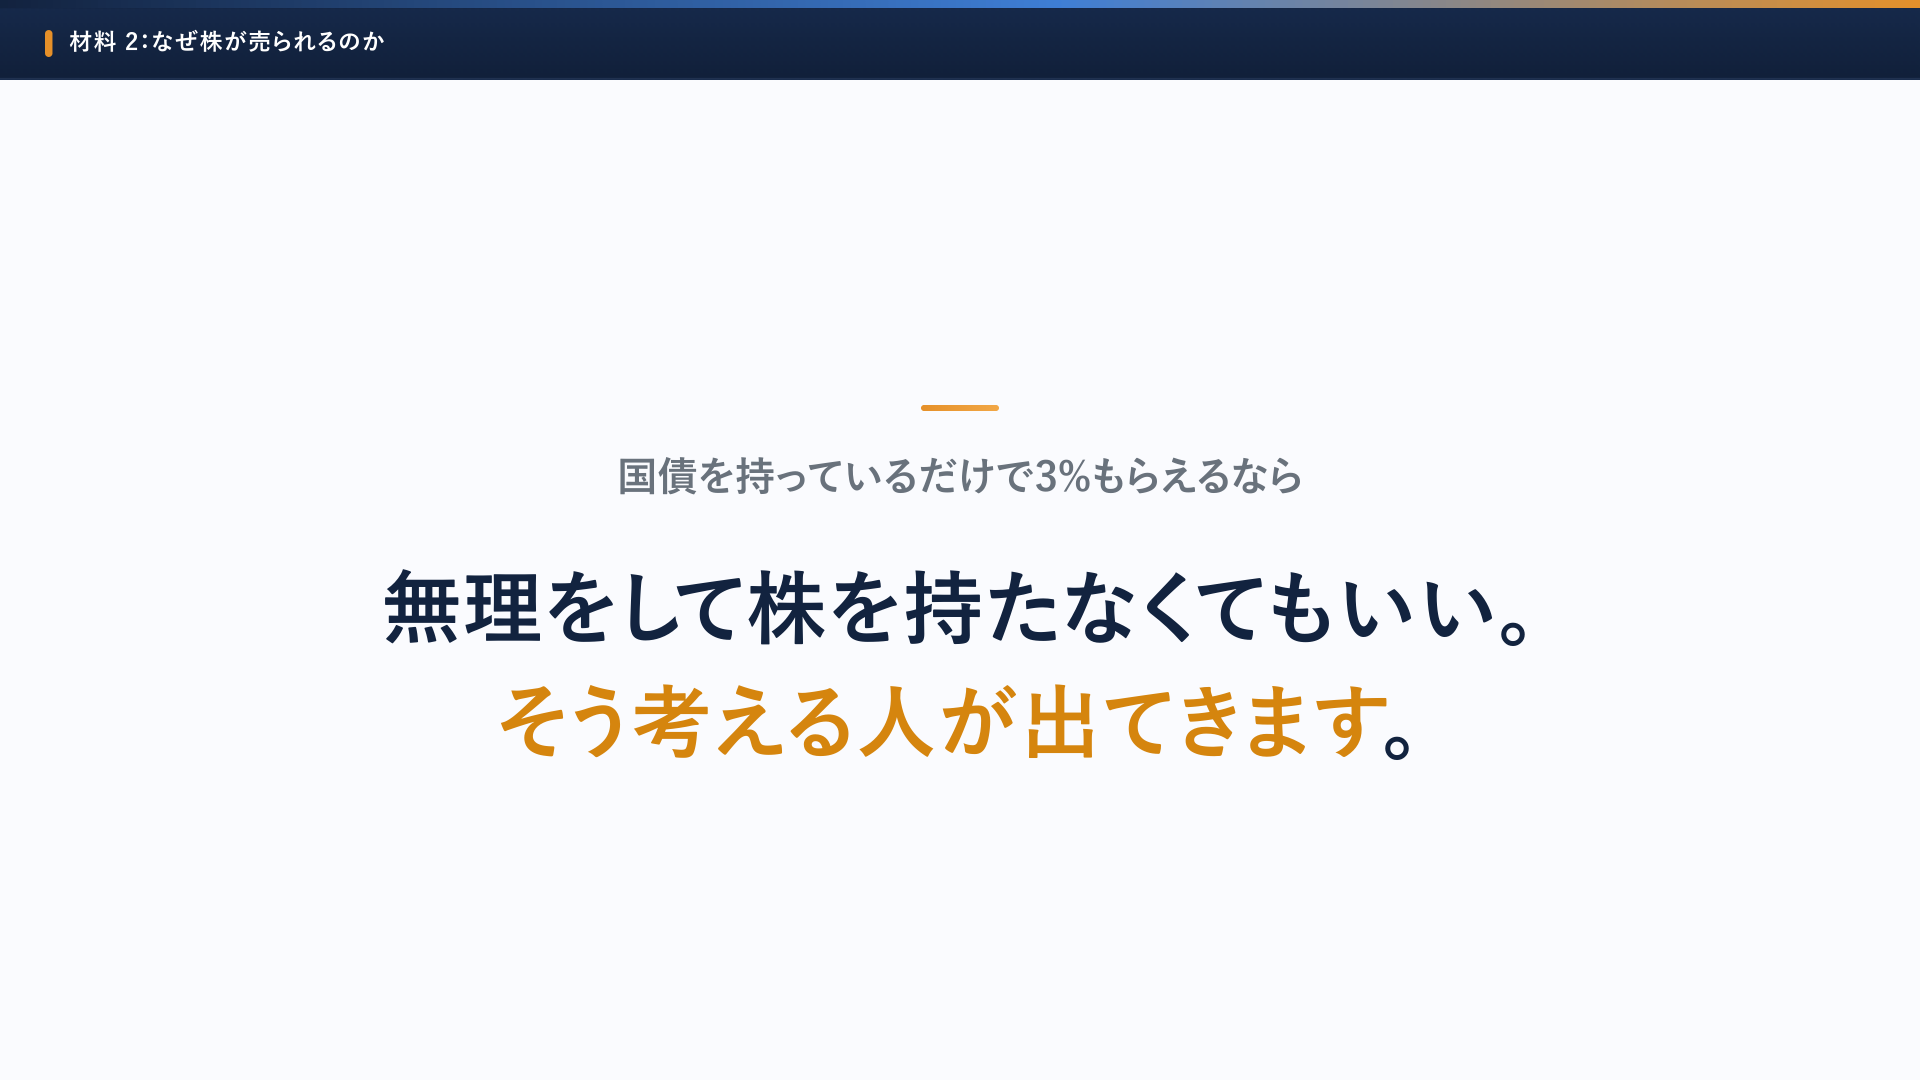 材料 2：なぜ株が売られるのか
国債を持っているだけで3%もらえるなら
無理をして株を持たなくてもいい。
そう考える人が出てきます。